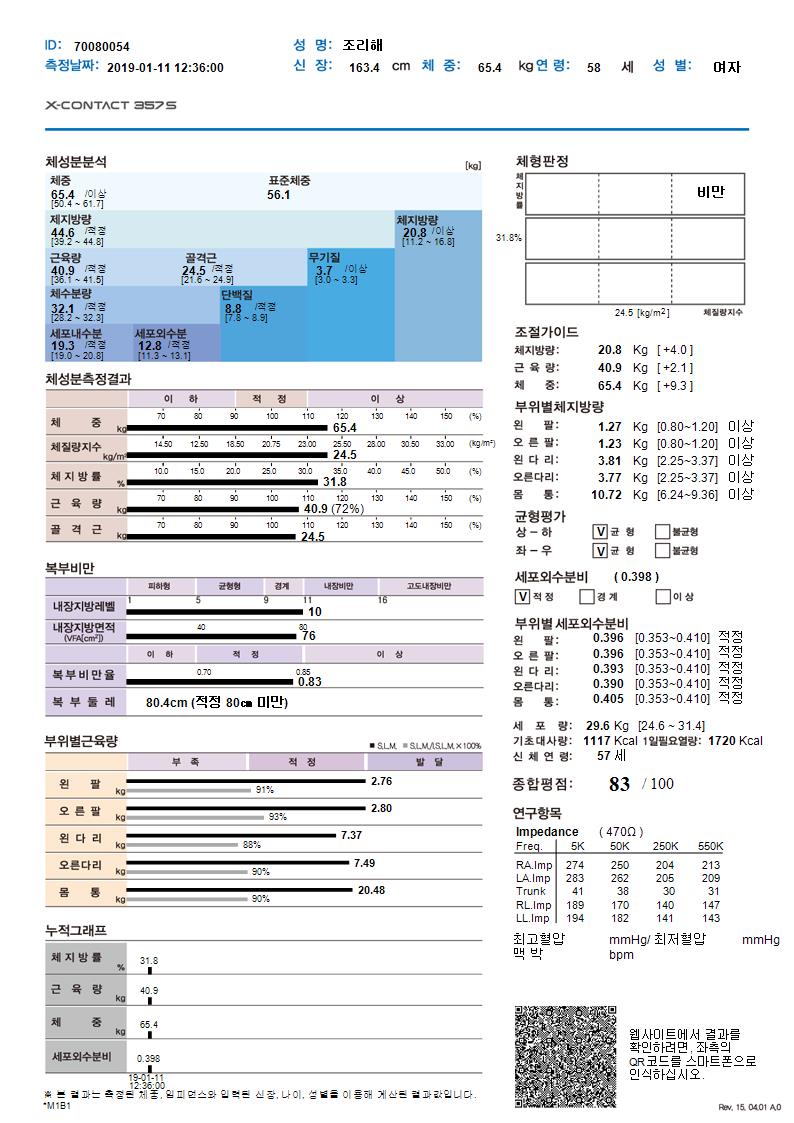 ID: 70080054 성 명: 조리해
측정날짜: 2019-01-11 12:36:00 신 장: 163.4 cm 체 중: 65.4 kg 연 령: 58 세 성 별: 여자
X-CONTACT 357S
체성분분석 [kg]
체중 표준체중
65.4 /이상 56.1
[50.4 ~ 61.7]
제지방량 체지방량
44.6 /적정 20.8 /이상
[39.2 ~ 44.8] [11.2 ~ 16.8]
근육량 골격근 무기질
40.9 /적정 24.5 /적정 3.7 /이상
[36.1 ~ 41.5] [21.6 ~ 24.9] [3.0 ~ 3.3]
체수분량 단백질
32.1 /적정 8.8 /적정
[28.2 ~ 32.3] [7.8 ~ 8.9]
세포내수분 세포외수분
19.3 /적정 12.8 /적정
[19.0 ~ 20.8] [11.3 ~ 13.1]
체성분측정결과
이 하 적 정 이 상
70 80 90 100 110 120 130 140 150 (%)
체 중 kg 65.4
14.50 12.50 18.50 20.75 23.00 25.50 28.00 30.50 33.00 (kg/m²)
체질량지수 kg/m² 24.5
10.0 15.0 20.0 25.0 30.0 35.0 40.0 45.0 50.0 (%)
체 지 방 률 % 31.8
70 80 90 100 110 120 130 140 150 (%)
근 육 량 kg 40.9 (72%)
70 80 90 100 110 120 130 140 150 (%)
골 격 근 kg 24.5
복부비만
피하형 균형형 경계 내장비만 고도내장비만
1 5 9 11 16
내장지방레벨 10
40 80
내장지방면적 (VFA[cm²]) 76
이 하 적 정 이 상
0.70 0.85
복부비만율 0.83
복 부 둘 레 80.4cm (적정 80㎝ 미만)
부위별근육량 ■ S.L.M. ■ S.L.M./I.S.L.M.×100%
부 족 적 정 발 달
왼 팔 kg 2.76
91%
오 른 팔 kg 2.80
93%
왼 다 리 kg 7.37
88%
오른다리 kg 7.49
90%
몸 통 kg 20.48
90%
누적그래프
체 지 방 률 % 31.8
근 육 량 kg 40.9
체 중 kg 65.4
세포외수분비 0.398
19-01-11
12:36:00
※ 본 결과는 측정된 체중, 임피던스와 입력된 신장, 나이, 성별을 이용해 계산된 결과값입니다.
*M1B1
체형판정
체지방률
비만
31.8%
24.5 [kg/m²] 체질량지수
조절가이드
체지방량: 20.8 Kg [ +4.0 ]
근 육 량: 40.9 Kg [ +2.1 ]
체 중: 65.4 Kg [ +9.3 ]
부위별체지방량
왼 팔: 1.27 Kg [0.80~1.20] 이상
오 른 팔: 1.23 Kg [0.80~1.20] 이상
왼 다 리: 3.81 Kg [2.25~3.37] 이상
오른다리: 3.77 Kg [2.25~3.37] 이상
몸 통: 10.72 Kg [6.24~9.36] 이상
균형평가
상 – 하 V 균 형 불균형
좌 – 우 V 균 형 불균형
세포외수분비 ( 0.398 )
V 적 정 경 계 이 상
부위별 세포외수분비
왼 팔: 0.396 [0.353~0.410] 적정
오 른 팔: 0.396 [0.353~0.410] 적정
왼 다 리: 0.393 [0.353~0.410] 적정
오른다리: 0.390 [0.353~0.410] 적정
몸 통: 0.405 [0.353~0.410] 적정
세 포 량: 29.6 Kg [24.6 ~ 31.4]
기초대사량: 1117 Kcal 1일필요열량: 1720 Kcal
신 체 연 령: 57 세
종합평점: 83 / 100
연구항목
Impedance ( 470Ω )
Freq. 5K 50K 250K 550K
RA.Imp 274 250 204 213
LA.Imp 283 262 205 209
Trunk 41 38 30 31
RL.Imp 189 170 140 147
LL.Imp 194 182 141 143
최고혈압 mmHg/ 최저혈압 mmHg
맥 박 bpm
웹사이트에서 결과를
확인하려면, 좌측의
QR코드를 스마트폰으로
인식하십시오.
Rev, 15, 04,01 A,0